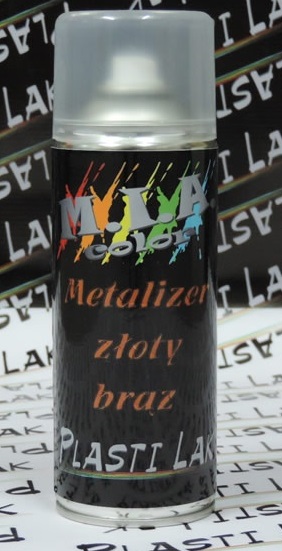 M.I.A.
color
Metalizer
złoty
brąz
PLASTI LAK